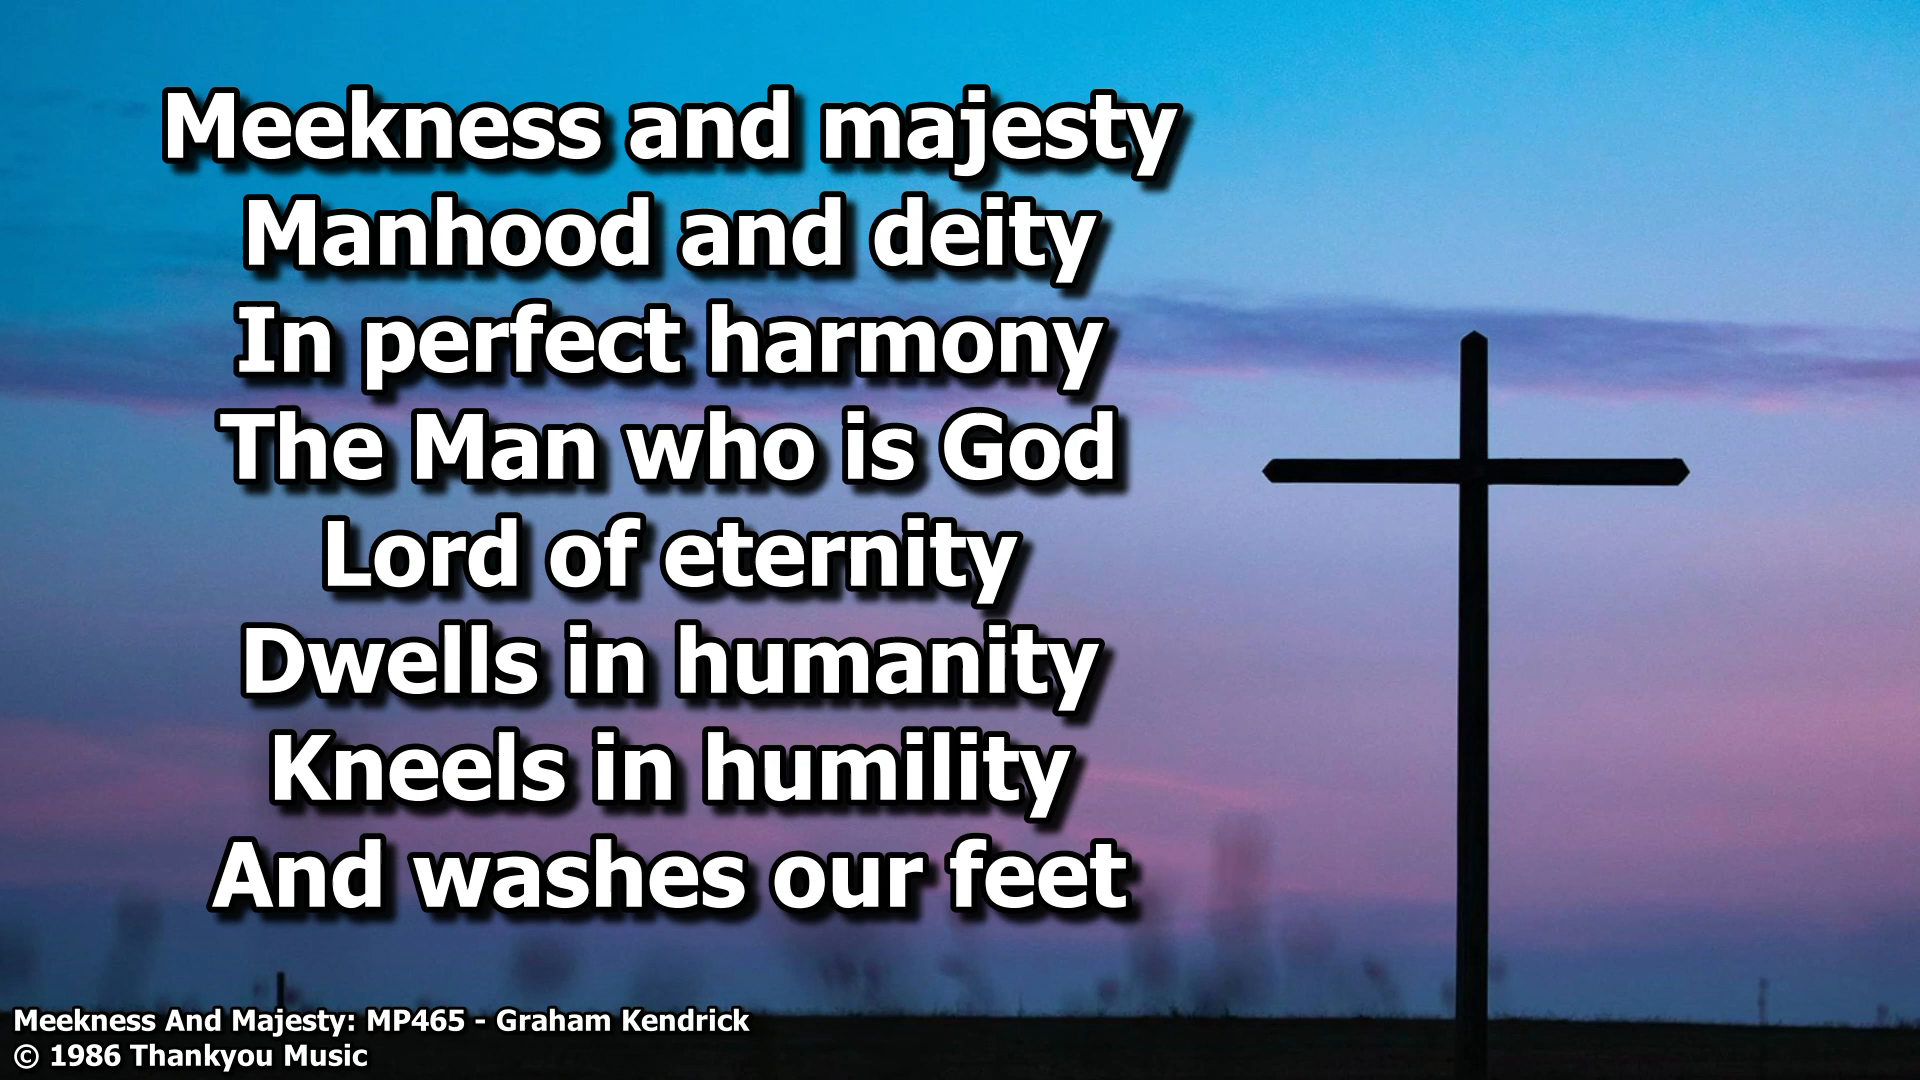 Meekness and majesty
Manhood and deity
In perfect harmony
The Man who is God
Lord of eternity
Dwells in humanity
Kneels in humility
And washes our feet
Meekness And Majesty: MP465 - Graham Kendrick
© 1986 Thankyou Music